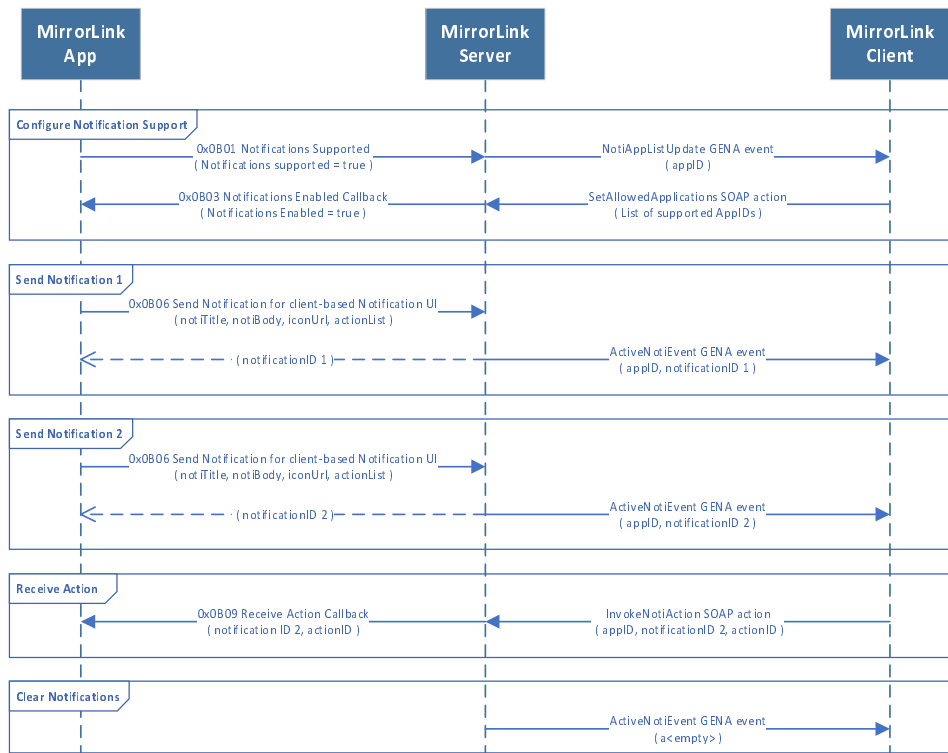 MirrorLink
App
MirrorLink
Server
MirrorLink
Client
Configure Notification Support
0x0B01 Notifications Supported
( Notifications supported = true )
NotiAppListUpdate GENA event
( appID )
0x0B03 Notifications Enabled Callback
( Notifications Enabled = true )
SetAllowedApplications SOAP action
( List of supported AppIDs )
Send Notification 1
0x0B06 Send Notification for client-based Notification UI
( notiTitle, notiBody, iconUrl, actionList )
( notificationID 1 )
ActiveNotiEvent GENA event
( appID, notificationID 1 )
Send Notification 2
0x0B06 Send Notification for client-based Notification UI
( notiTitle, notiBody, iconUrl, actionList )
( notificationID 2 )
ActiveNotiEvent GENA event
( appID, notificationID 2 )
Receive Action
0x0B09 Receive Action Callback
( notification ID 2, actionID )
InvokeNotiAction SOAP action
( appID, notificationID 2, actionID )
Clear Notifications
ActiveNotiEvent GENA event
( a<empty> )